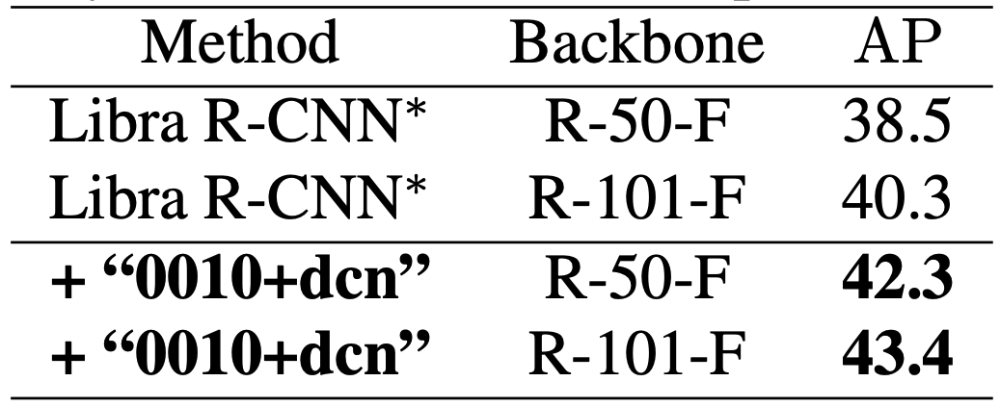 Method Backbone AP
Libra R-CNN* R-50-F 38.5
Libra R-CNN* R-101-F 40.3
+ “0010+dcn” R-50-F 42.3
+ “0010+dcn” R-101-F 43.4